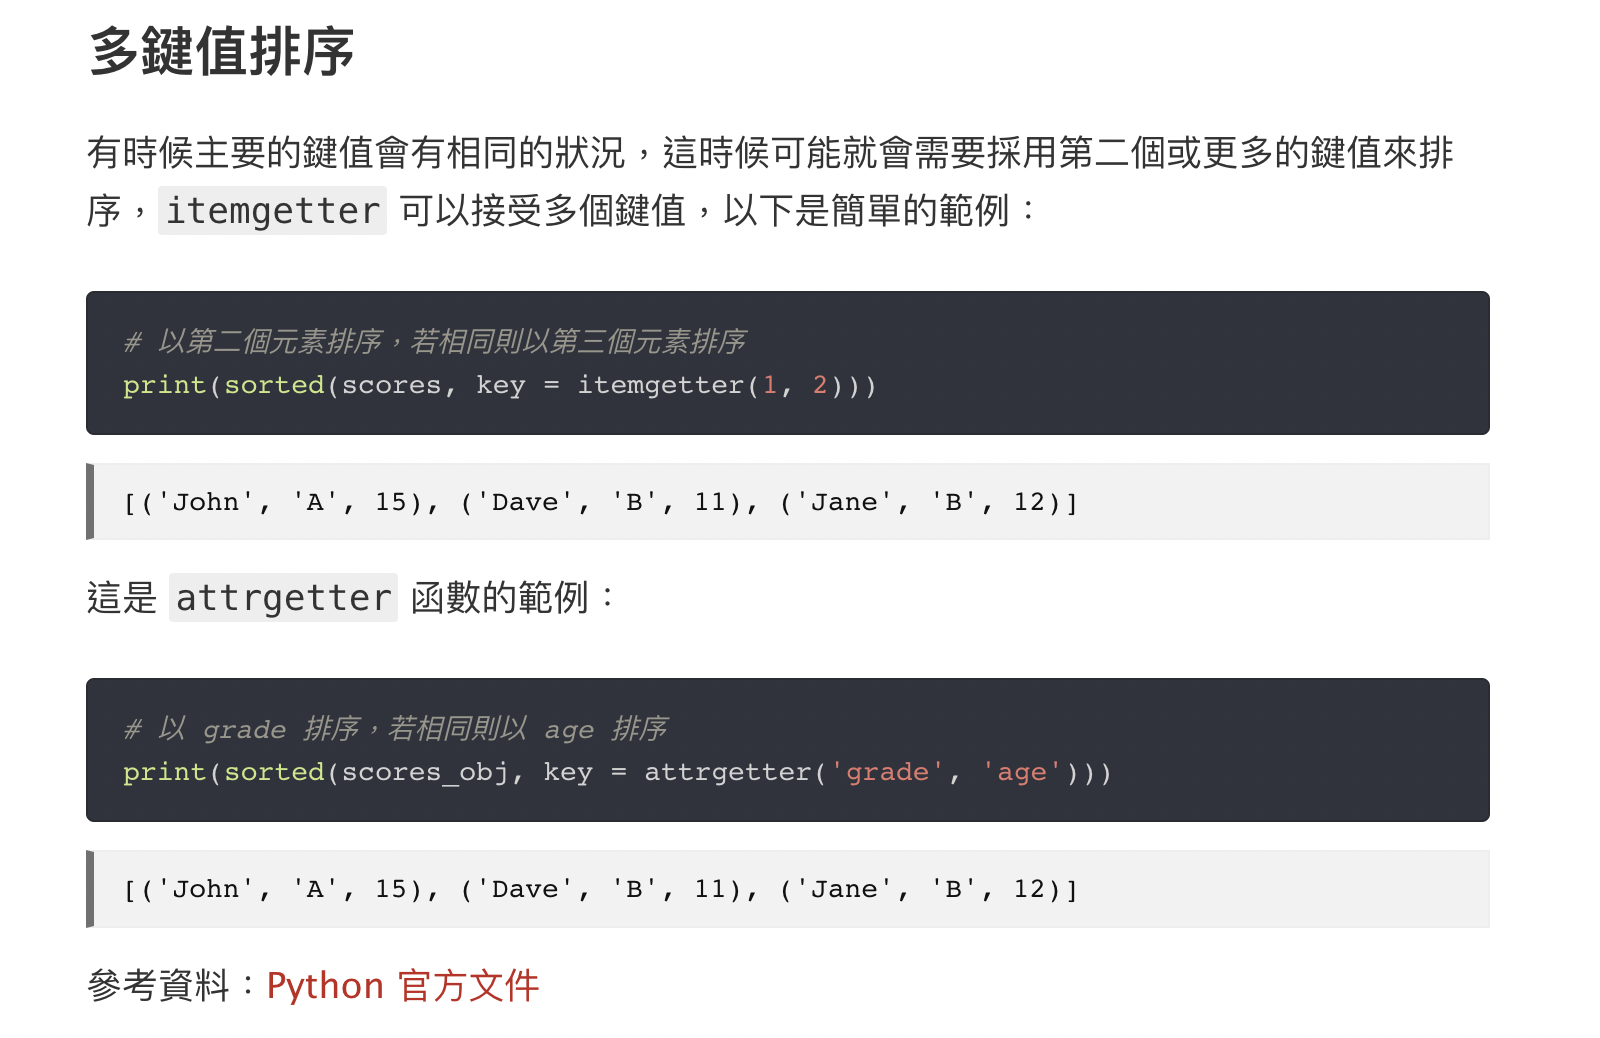 多鍵值排序
有時候主要的鍵值會有相同的狀況，這時候可能就會需要採用第二個或更多的鍵值來排
序，itemgetter 可以接受多個鍵值，以下是簡單的範例：
# 以第二個元素排序，若相同則以第三個元素排序
print(sorted(scores, key = itemgetter(1, 2)))
[('John', 'A', 15), ('Dave', 'B', 11), ('Jane', 'B', 12)]
這是 attrgetter 函數的範例：
# 以 grade 排序，若相同則以 age 排序
print(sorted(scores_obj, key = attrgetter('grade', 'age')))
[('John', 'A', 15), ('Dave', 'B', 11), ('Jane', 'B', 12)]
參考資料：Python 官方文件